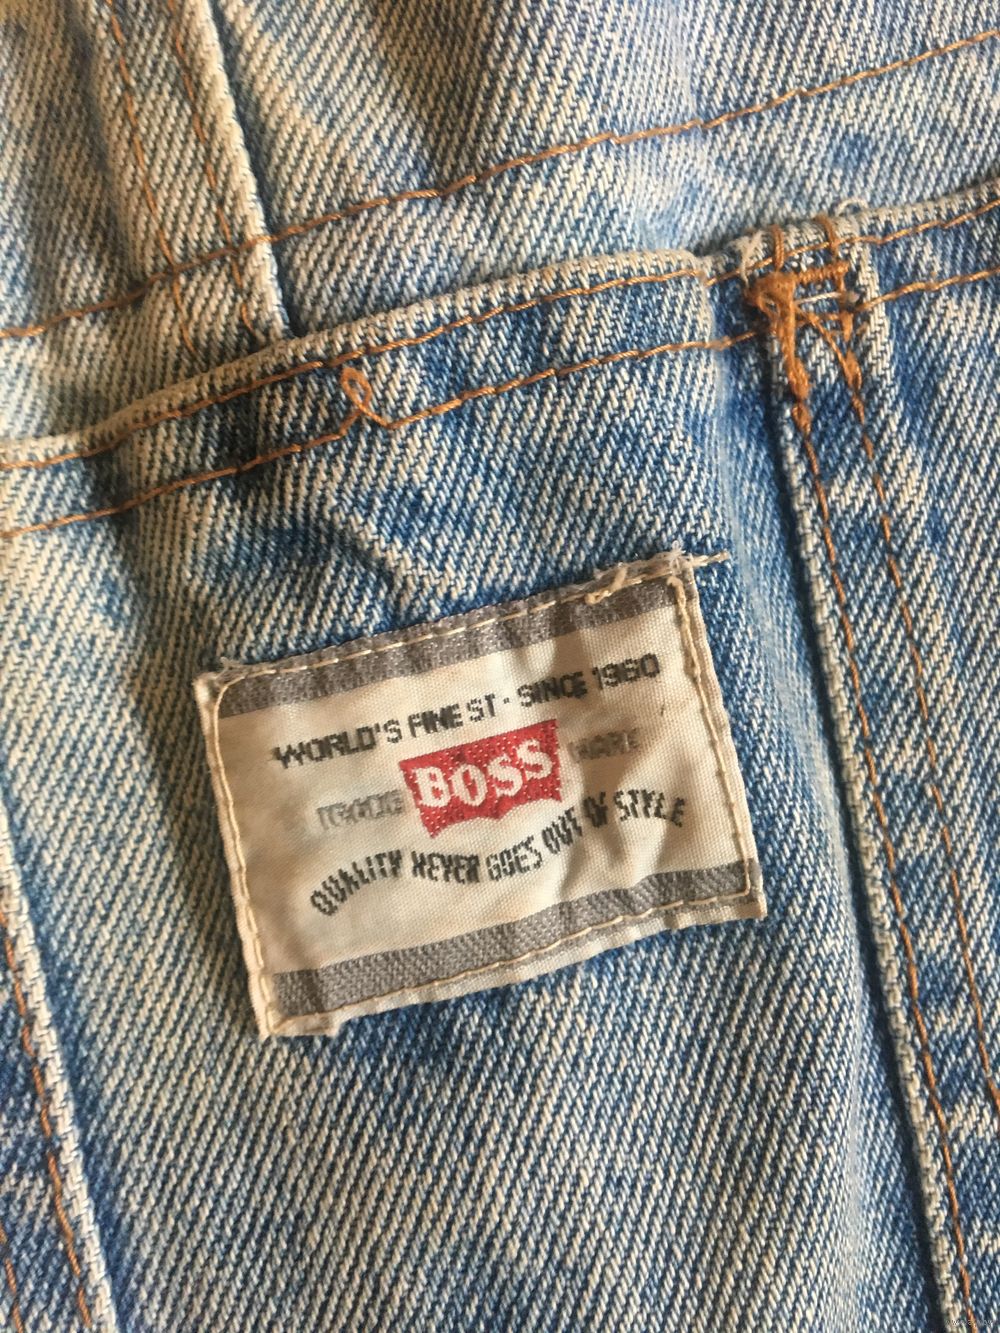 WORLD'S FINE ST - SINCE 1960
BOSS
QUALITY NEVER GOES OUT OF STYLE